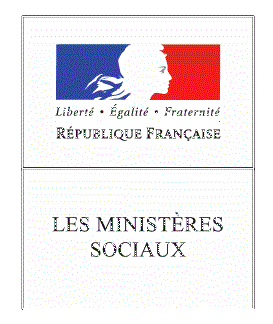 Liberté • Égalité • Fraternité
RÉPUBLIQUE FRANÇAISE
LES MINISTÈRES
SOCIAUX